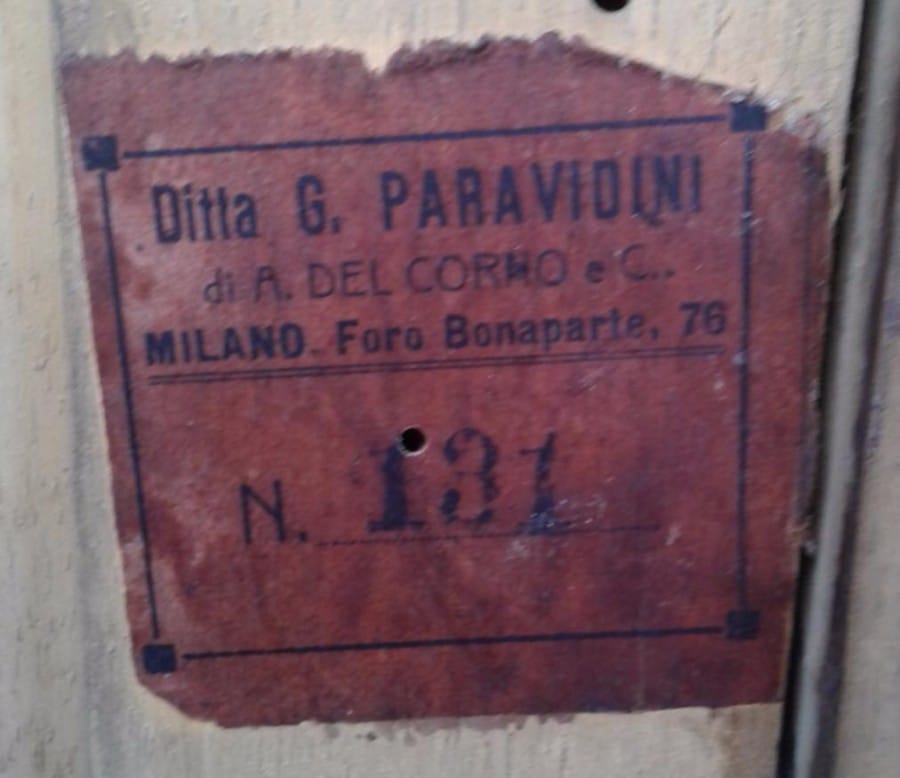 Ditta G. PARAVIDINI
di A. DEL CORNO e C..
MILANO. Foro Bonaparte, 76
N. 131